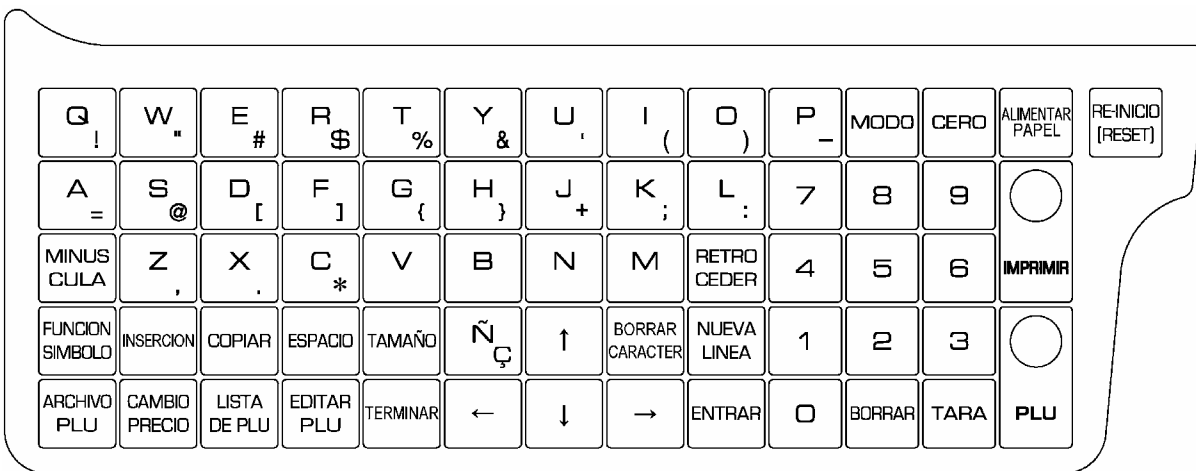 Q ! W " E # R $ T % Y & U ' I ( O ) P _ MODO CERO ALIMENTAR PAPEL RE-INICIO [RESET]
A = S @ D [ F ] G { H } J + K ; L : 7 8 9
MINUS CULA Z , X . C * V B N M RETRO CEDER 4 5 6 IMPRIMIR
FUNCION SIMBOLO INSERCION COPIAR ESPACIO TAMAÑO Ñ Ç ↑ BORRAR CARACTER NUEVA LINEA 1 2 3
ARCHIVO PLU CAMBIO PRECIO LISTA DE PLU EDITAR PLU TERMINAR ← ↓ → ENTRAR 0 BORRAR TARA PLU